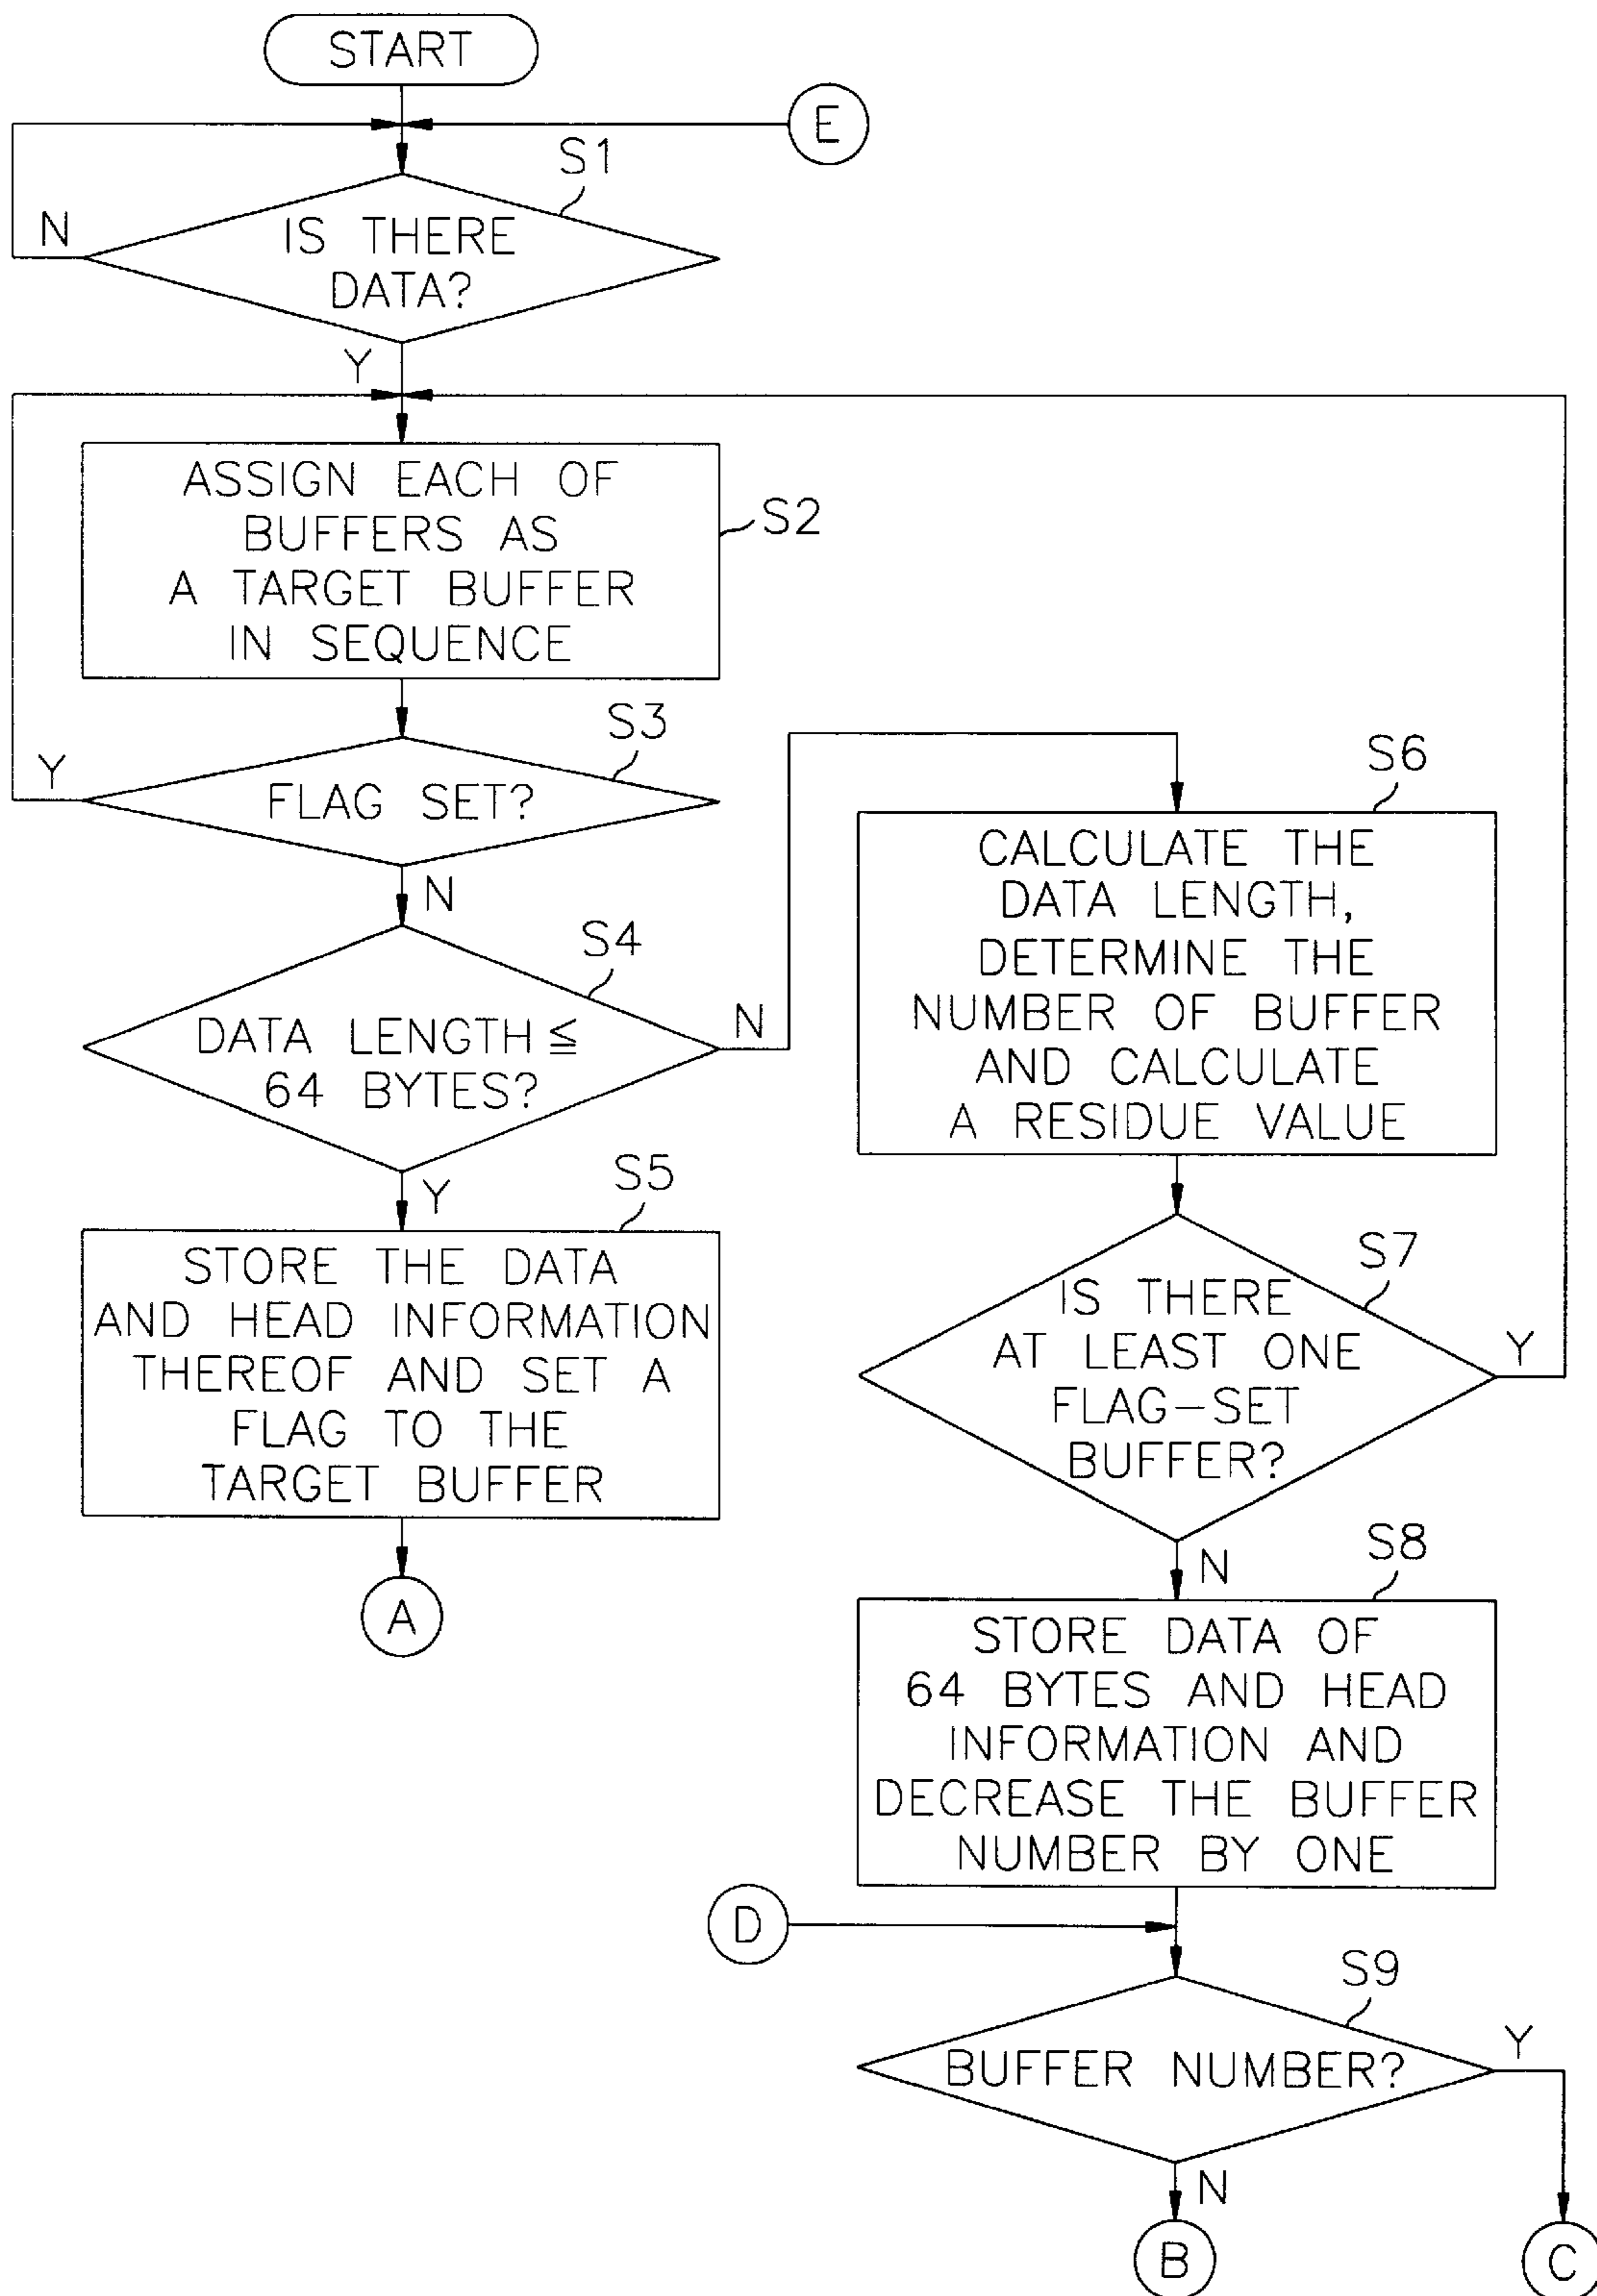 START
E
S1
N
IS THERE
DATA?
Y
ASSIGN EACH OF
BUFFERS AS
A TARGET BUFFER
IN SEQUENCE
S2
S3
Y
FLAG SET?
N
S4
DATA LENGTH ≦
64 BYTES?
N
Y
S5
STORE THE DATA
AND HEAD INFORMATION
THEREOF AND SET A
FLAG TO THE
TARGET BUFFER
A
S6
CALCULATE THE
DATA LENGTH,
DETERMINE THE
NUMBER OF BUFFER
AND CALCULATE
A RESIDUE VALUE
S7
IS THERE
AT LEAST ONE
FLAG-SET
BUFFER?
Y
N
S8
STORE DATA OF
64 BYTES AND HEAD
INFORMATION AND
DECREASE THE BUFFER
NUMBER BY ONE
D
S9
BUFFER NUMBER?
Y
N
B
C